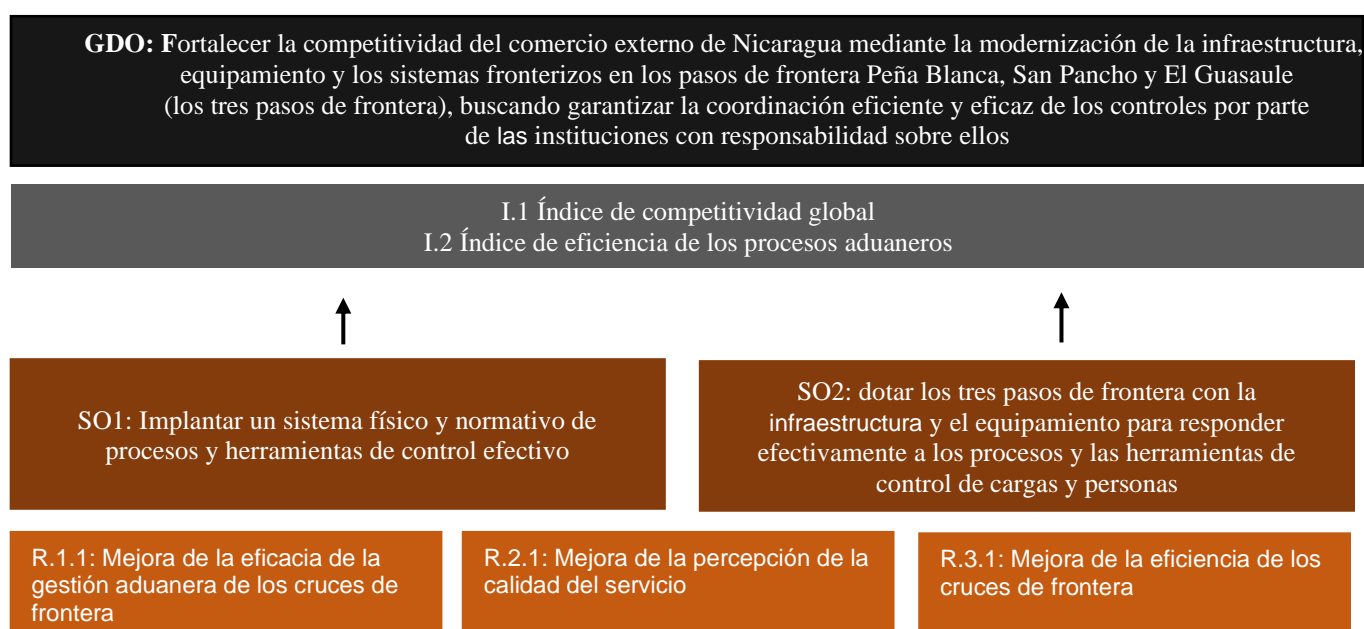 GDO: Fortalecer la competitividad del comercio externo de Nicaragua mediante la modernización de la infraestructura,
equipamiento y los sistemas fronterizos en los pasos de frontera Peña Blanca, San Pancho y El Guasaule
(los tres pasos de frontera), buscando garantizar la coordinación eficiente y eficaz de los controles por parte
de las instituciones con responsabilidad sobre ellos
I.1 Índice de competitividad global
I.2 Índice de eficiencia de los procesos aduaneros
SO1: Implantar un sistema físico y normativo de
procesos y herramientas de control efectivo
SO2: dotar los tres pasos de frontera con la
infraestructura y el equipamiento para responder
efectivamente a los procesos y las herramientas de
control de cargas y personas
R.1.1: Mejora de la eficacia de la
gestión aduanera de los cruces de
frontera
R.2.1: Mejora de la percepción de la
calidad del servicio
R.3.1: Mejora de la eficiencia de los
cruces de frontera